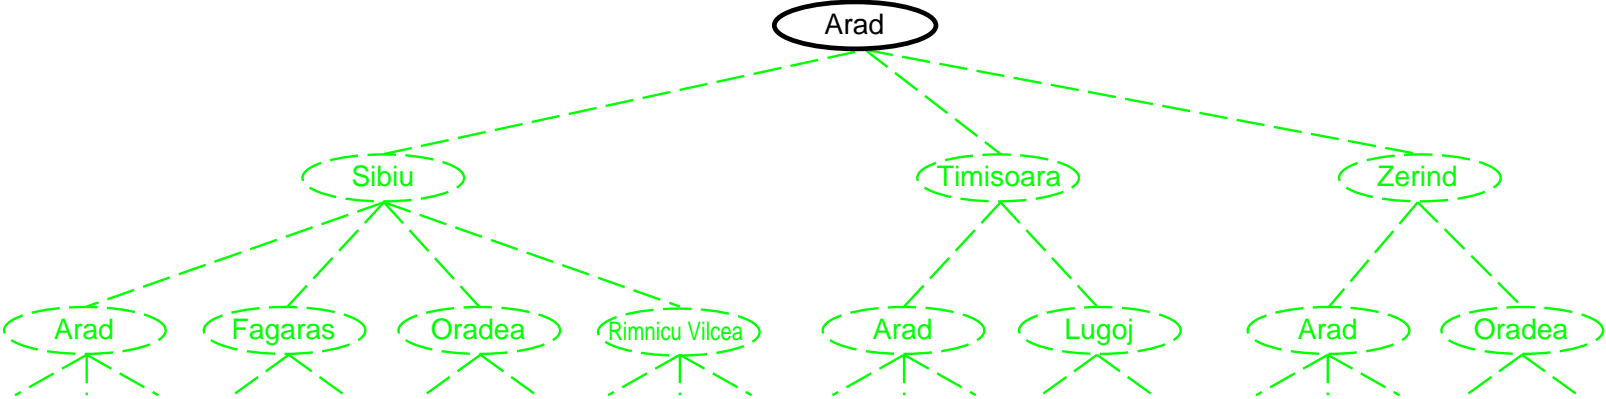 Arad
Sibiu
Timisoara
Zerind
Arad
Fagaras
Oradea
Rimnicu Vilcea
Arad
Lugoj
Arad
Oradea